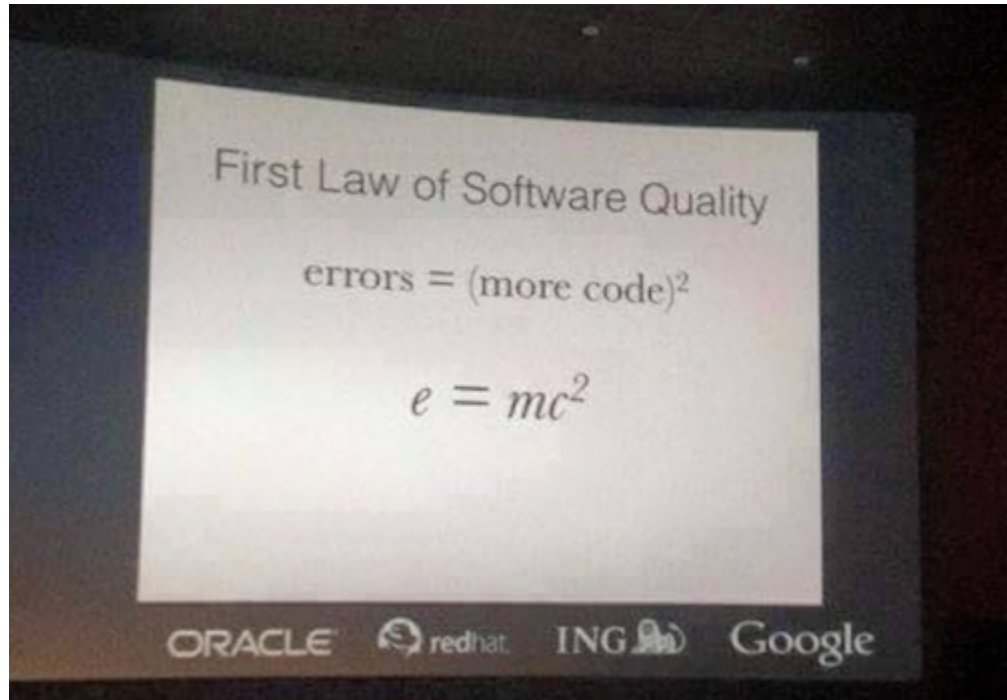 First Law of Software Quality
errors = (more code)²
e = mc²
ORACLE redhat. ING Google